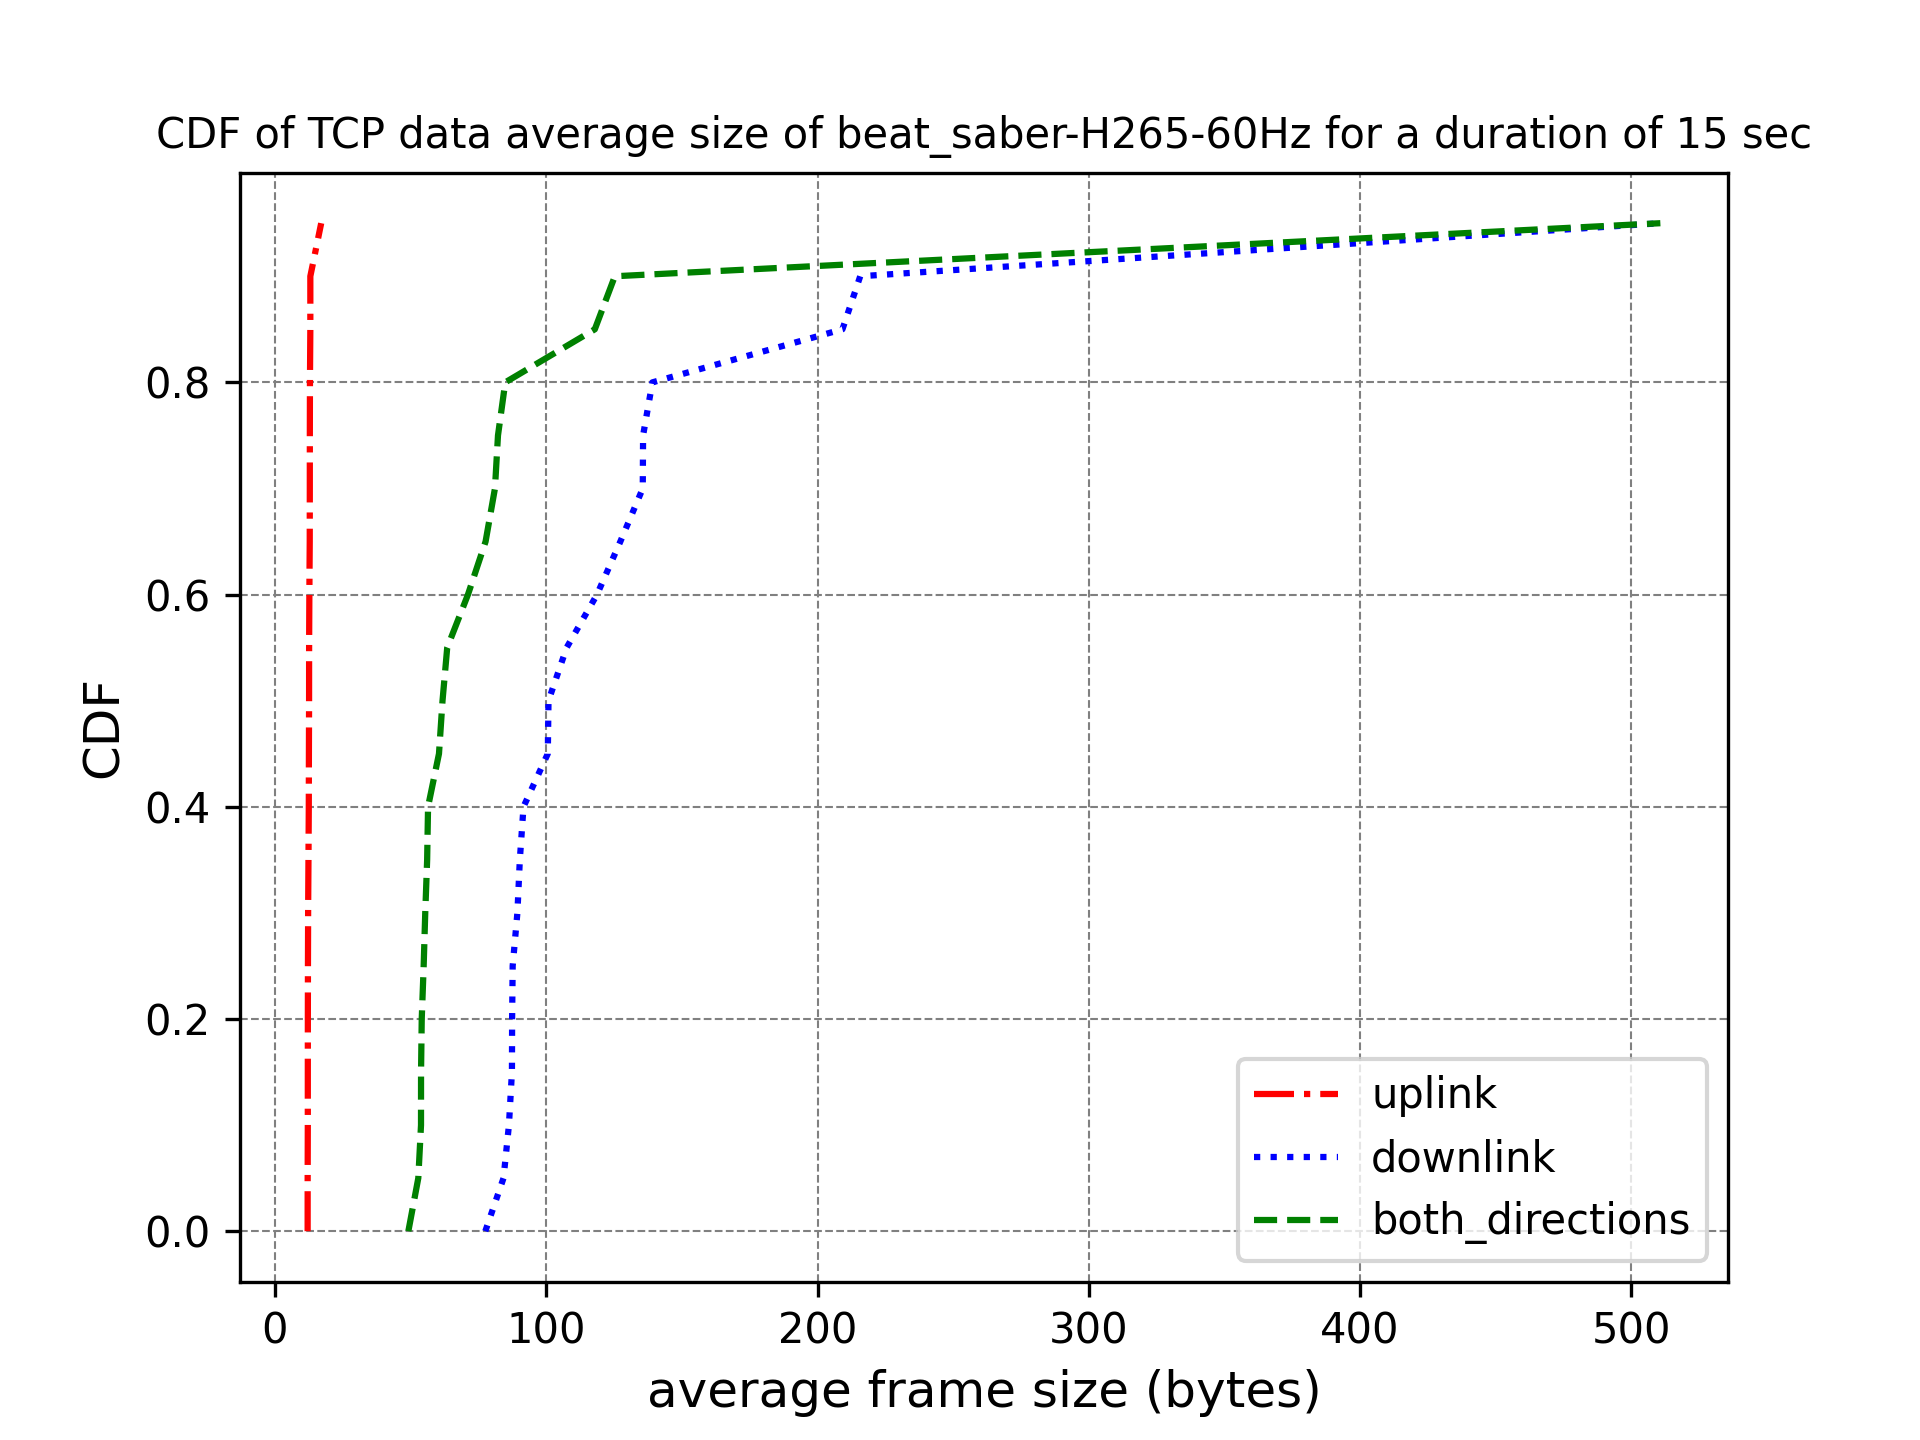 CDF of TCP data average size of beat_saber-H265-60Hz for a duration of 15 sec
CDF
0.8
0.6
0.4
0.2
0.0
0 100 200 300 400 500
average frame size (bytes)
uplink
downlink
both_directions